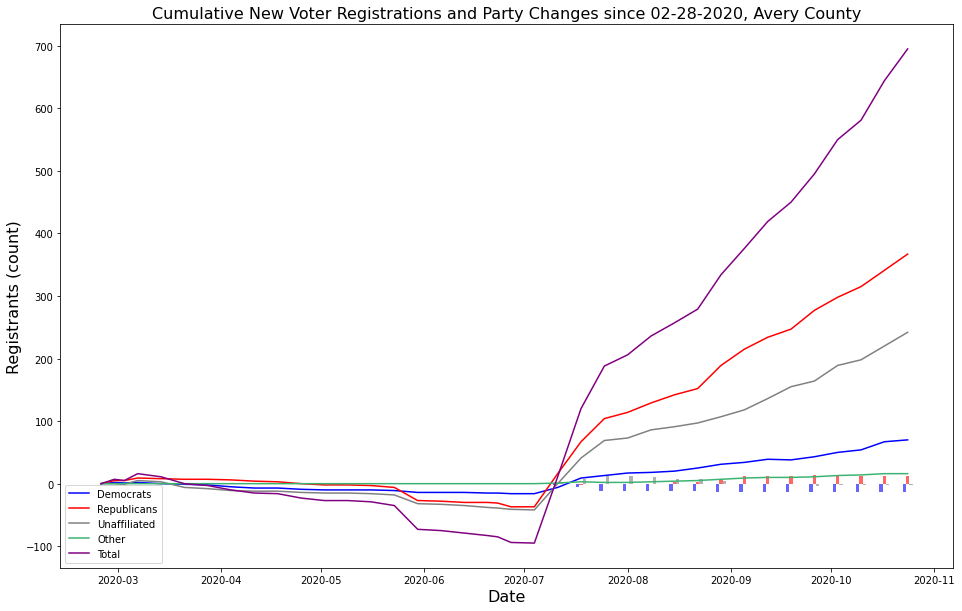 Cumulative New Voter Registrations and Party Changes since 02-28-2020, Avery County
Registrants (count)
700
600
500
400
300
200
100
0
−100
Democrats
Republicans
Unaffiliated
Other
Total
2020-03 2020-04 2020-05 2020-06 2020-07 2020-08 2020-09 2020-10 2020-11
Date